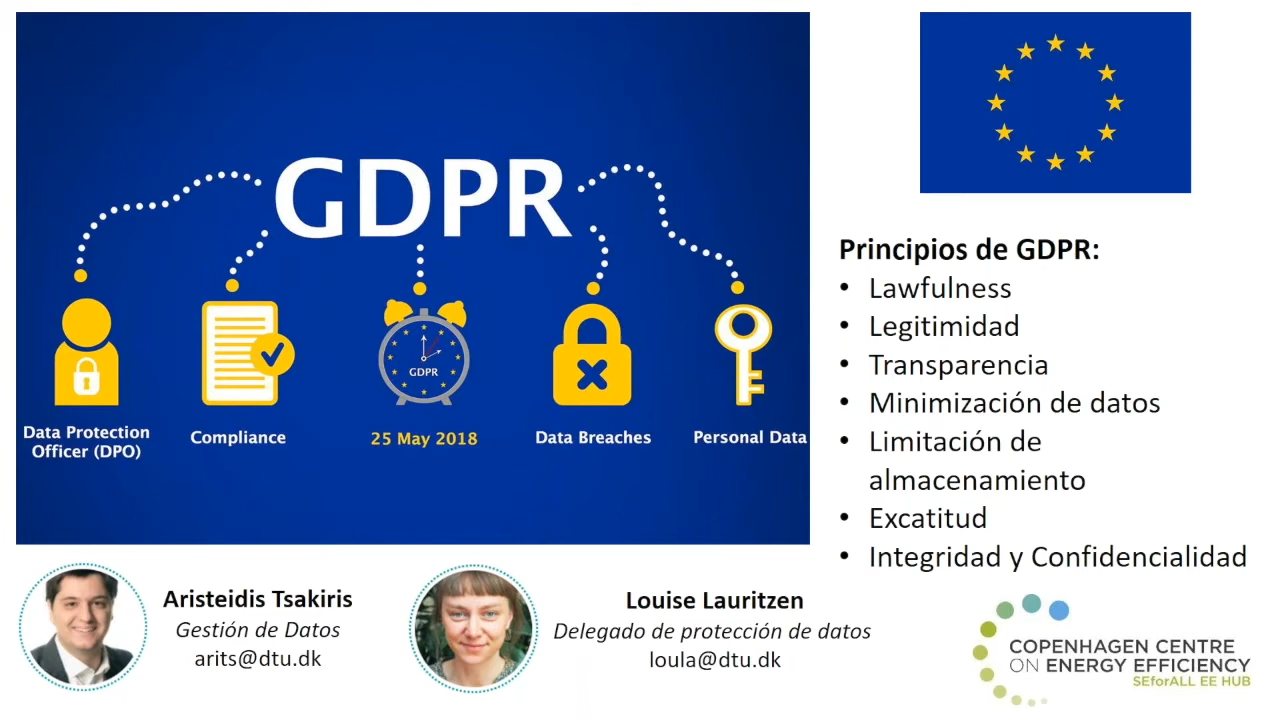 GDPR
GDPR
Data Protection
Officer (DPO)
Compliance
25 May 2018
Data Breaches
Personal Data
Principios de GDPR:
• Lawfulness
• Legitimidad
• Transparencia
• Minimización de datos
• Limitación de
almacenamiento
• Excatitud
• Integridad y Confidencialidad
Aristeidis Tsakiris
Gestión de Datos
arits@dtu.dk
Louise Lauritzen
Delegado de protección de datos
loula@dtu.dk
COPENHAGEN CENTRE
ON ENERGY EFFICIENCY
SEforALL EE HUB